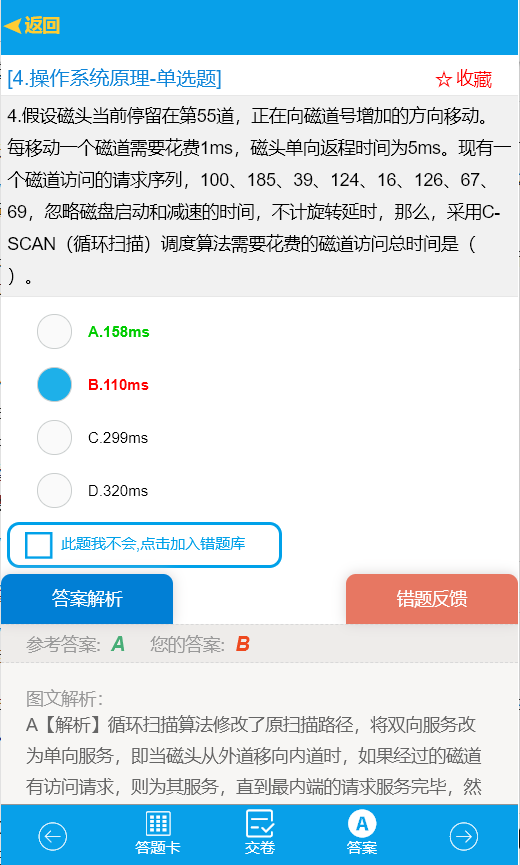 返回
[4.操作系统原理-单选题]
☆ 收藏
4.假设磁头当前停留在第55道，正在向磁道号增加的方向移动。
每移动一个磁道需要花费1ms，磁头单向返程时间为5ms。现有一
个磁道访问的请求序列，100、185、39、124、16、126、67、
69，忽略磁盘启动和减速的时间，不计旋转延时，那么，采用C-
SCAN（循环扫描）调度算法需要花费的磁道访问总时间是（
）。
A.158ms
B.110ms
C.299ms
D.320ms
此题我不会,点击加入错题库
答案解析
错题反馈
参考答案: A 您的答案: B
图文解析：
A【解析】循环扫描算法修改了原扫描路径，将双向服务改
为单向服务，即当磁头从外道移向内道时，如果经过的磁道
有访问请求，则为其服务，直到最内端的请求服务完毕，然
答题卡
交卷
A
答案